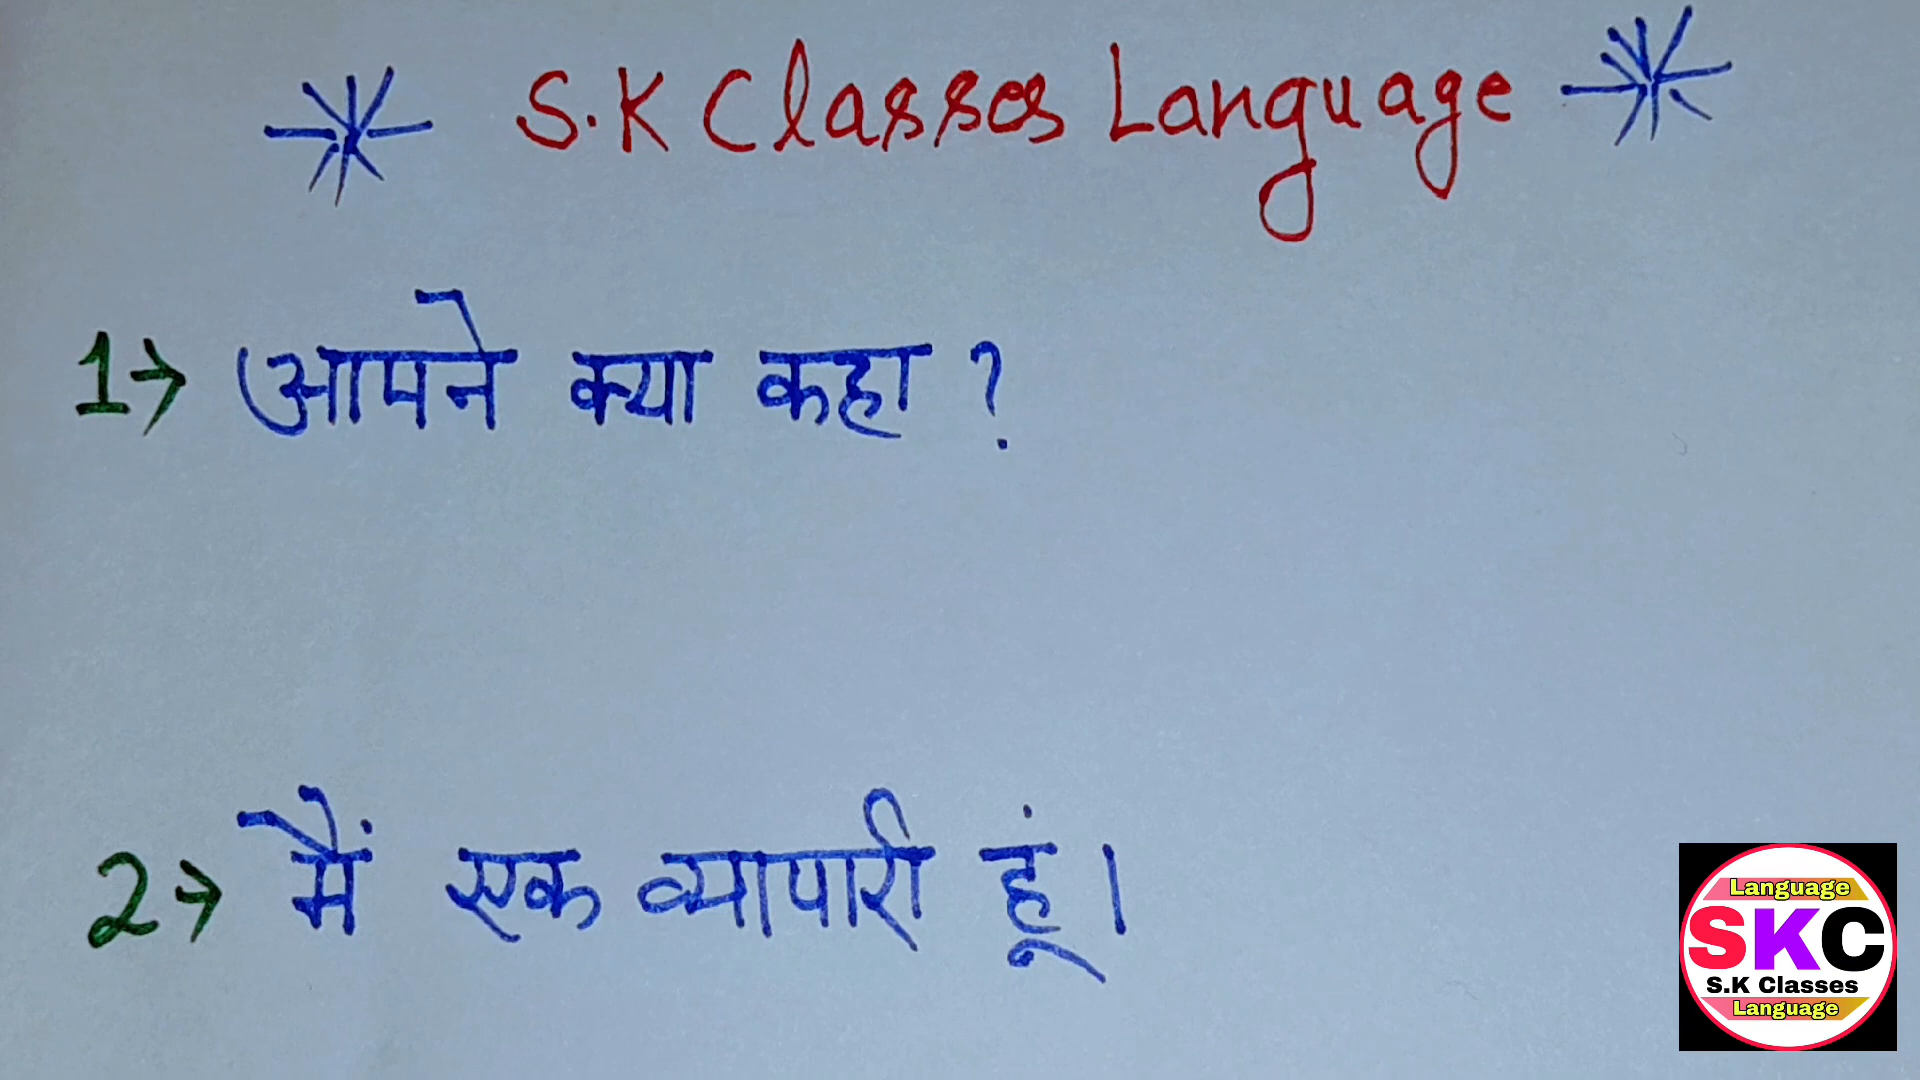 S.K Classes Language
1→ आपने क्या कहा ?
2→ मैं एक व्यापारी हूं।
Language
SKC
S.K Classes
Language